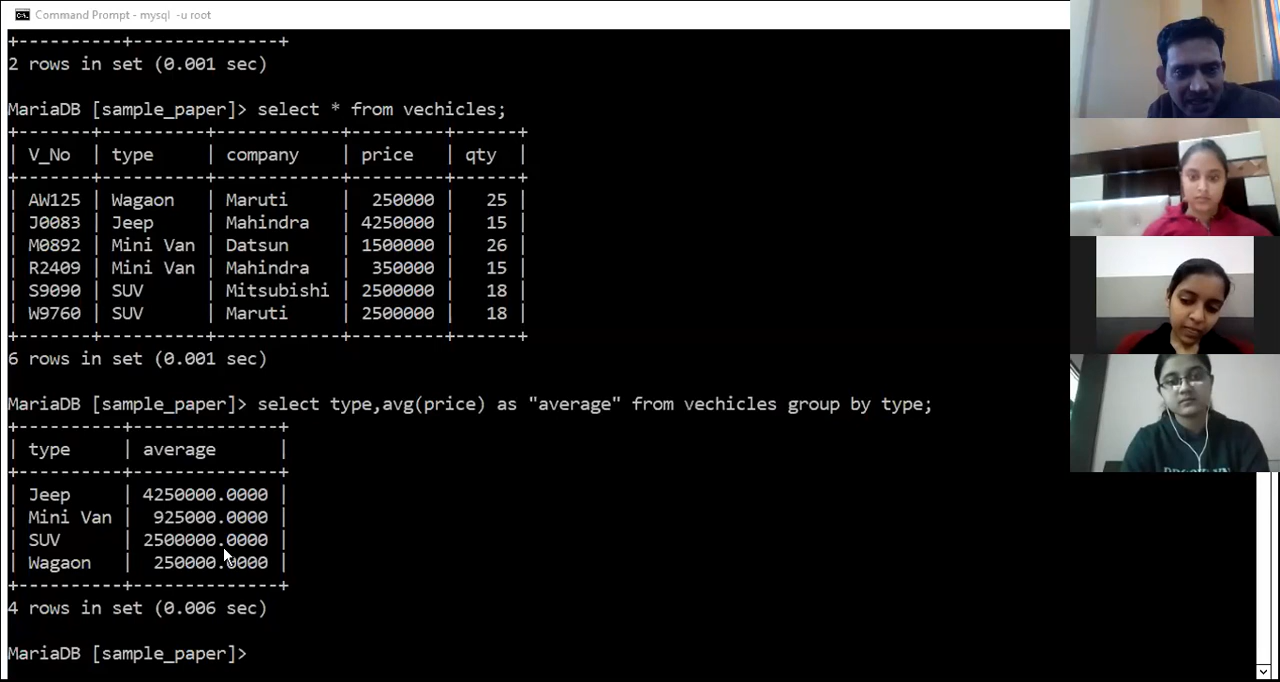 Command Prompt - mysql -u root
+----------+--------------+
2 rows in set (0.001 sec)
MariaDB [sample_paper]> select * from vechicles;
+-------+----------+------------+---------+------+
| V_No | type | company | price | qty |
+-------+----------+------------+---------+------+
| AW125 | Wagaon | Maruti | 250000 | 25 |
| J0083 | Jeep | Mahindra | 4250000 | 15 |
| M0892 | Mini Van | Datsun | 1500000 | 26 |
| R2409 | Mini Van | Mahindra | 350000 | 15 |
| S9090 | SUV | Mitsubishi | 2500000 | 18 |
| W9760 | SUV | Maruti | 2500000 | 18 |
+-------+----------+------------+---------+------+
6 rows in set (0.001 sec)
MariaDB [sample_paper]> select type,avg(price) as "average" from vechicles group by type;
+----------+--------------+
| type | average |
+----------+--------------+
| Jeep | 4250000.0000 |
| Mini Van | 925000.0000 |
| SUV | 2500000.0000 |
| Wagaon | 250000.0000 |
+----------+--------------+
4 rows in set (0.006 sec)
MariaDB [sample_paper]>